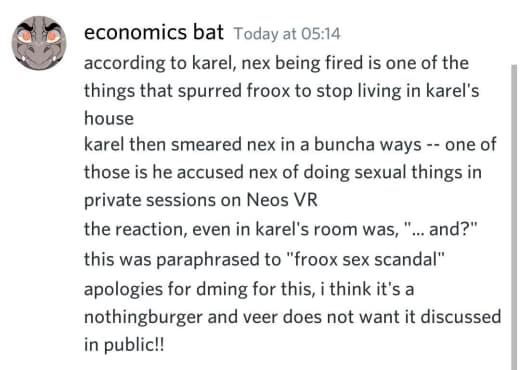 economics bat Today at 05:14
according to karel, nex being fired is one of the
things that spurred froox to stop living in karel's
house
karel then smeared nex in a buncha ways -- one of
those is he accused nex of doing sexual things in
private sessions on Neos VR
the reaction, even in karel's room was, "... and?"
this was paraphrased to "froox sex scandal"
apologies for dming for this, i think it's a
nothingburger and veer does not want it discussed
in public!!